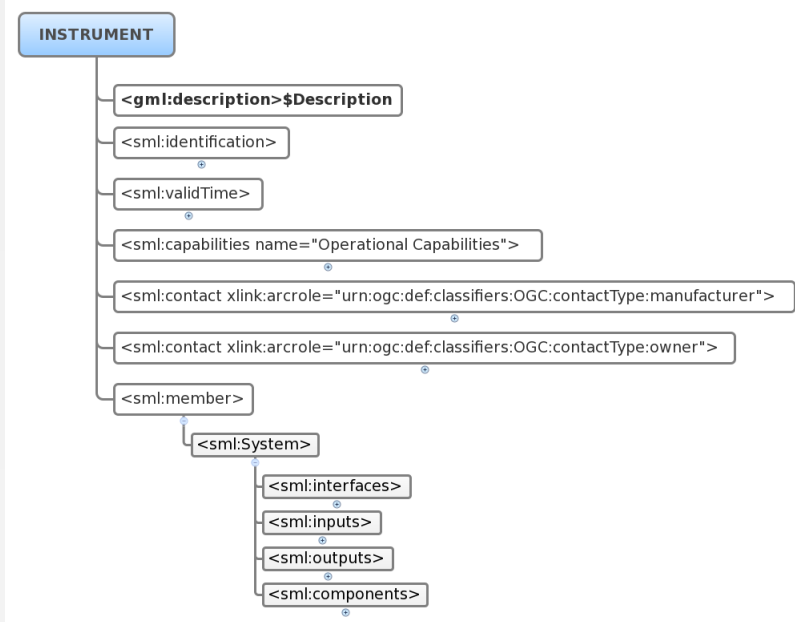 INSTRUMENT
<gml:description>$Description
<sml:identification>
<sml:validTime>
<sml:capabilities name="Operational Capabilities">
<sml:contact xlink:arcrole="urn:ogc:def:classifiers:OGC:contactType:manufacturer">
<sml:contact xlink:arcrole="urn:ogc:def:classifiers:OGC:contactType:owner">
<sml:member>
<sml:System>
<sml:interfaces>
<sml:inputs>
<sml:outputs>
<sml:components>